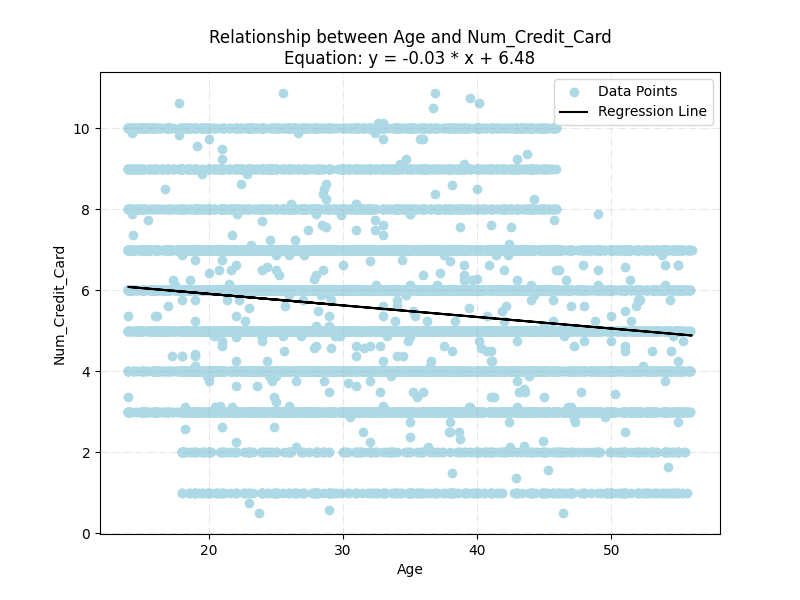 Relationship between Age and Num_Credit_Card
Equation: y = -0.03 * x + 6.48
Data Points
Regression Line
10
8
6
4
2
0
Num_Credit_Card
20 30 40 50
Age